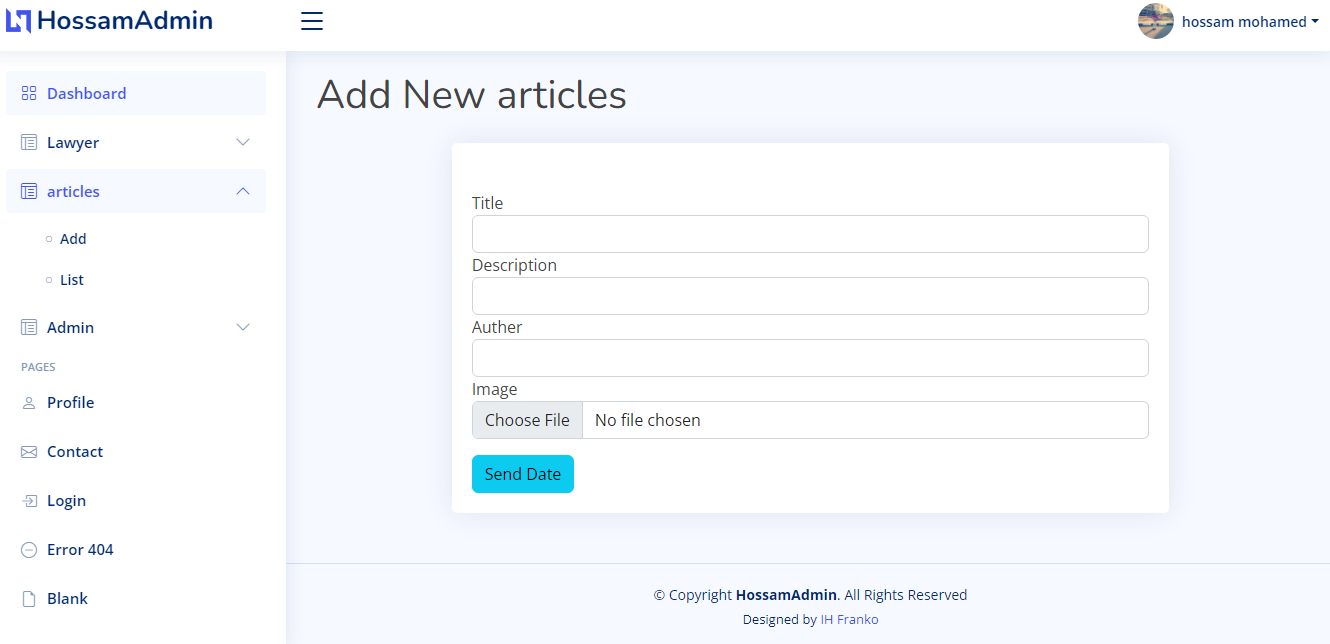 HossamAdmin
hossam mohamed
Dashboard
Lawyer
articles
Add
List
Admin
PAGES
Profile
Contact
Login
Error 404
Blank
Add New articles
Title
Description
Auther
Image
Choose File No file chosen
Send Date
© Copyright HossamAdmin. All Rights Reserved
Designed by IH Franko